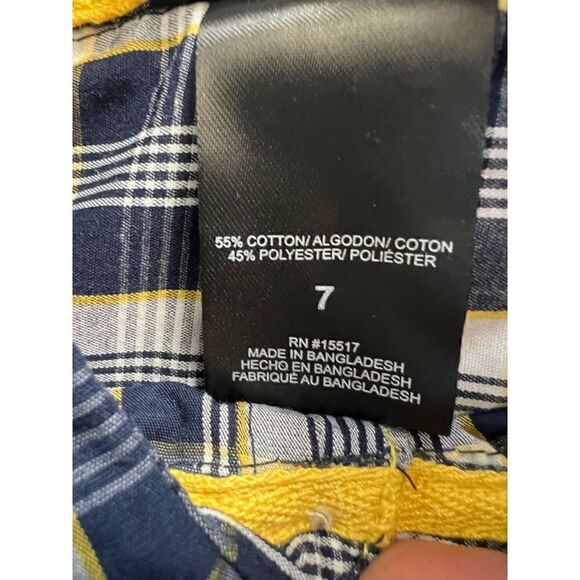 55% COTTON/ ALGODON/ COTON
45% POLYESTER/ POLIÉSTER
7
RN #15517
MADE IN BANGLADESH
HECHO EN BANGLADESH
FABRIQUÉ AU BANGLADESH